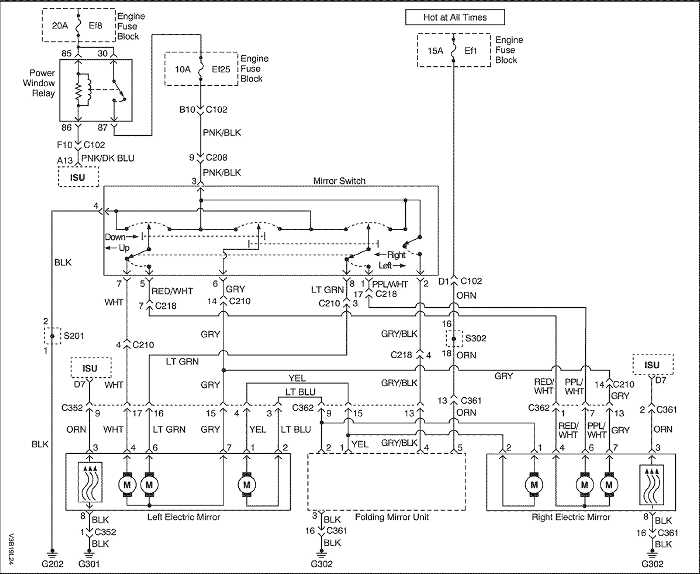 20A Ef8 Engine Fuse Block
Hot at All Times
15A Ef1 Engine Fuse Block
10A Ef25 Engine Fuse Block
85 30
Power Window Relay
86 87
F10 C102
A13 PNK/DK BLU
ISU
B10 C102
PNK/BLK
9 C208
PNK/BLK
3 Mirror Switch
4
Down
Up
Right
Left
7 5 6 8 1 2
RED/WHT GRY LT GRN PPL/WHT
WHT 7 C218 14 C210 C210 3 17 C218
D1 C102
ORN
BLK
GRY GRY/BLK
16 S302 18
ORN
2 S201 1
4 C210
LT GRN
C218 4
ISU
D7
WHT GRY YEL LT BLU GRY/BLK
GRY
RED/WHT PPL/WHT 14 C210 GRY
ISU
D7
C352 9 17 16 15 4 3 C362 9 15 13 13 C361 C362 1 7 13 2 C361
ORN WHT LT GRN GRY YEL LT BLU YEL GRY/BLK ORN RED/WHT PPL/WHT GRY ORN
BLK
3 4 6 7 1 2 2 1 4 5 2 1 4 6 7 3
M M M M M M
Left Electric Mirror
Folding Mirror Unit
Right Electric Mirror
8 BLK 3 BLK 8 BLK
1 C352 16 C361 16 C361
BLK BLK BLK
G202 G301 G302 G302
V3B19L24